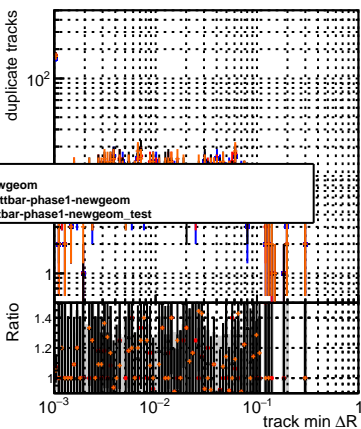 duplicate tracks
10²
wgeom
ttbar-phase1-newgeom
tbar-phase1-newgeom_test
1
Ratio
1.4
1.2
1
10⁻³
10⁻²
10⁻¹
1
track min ΔR